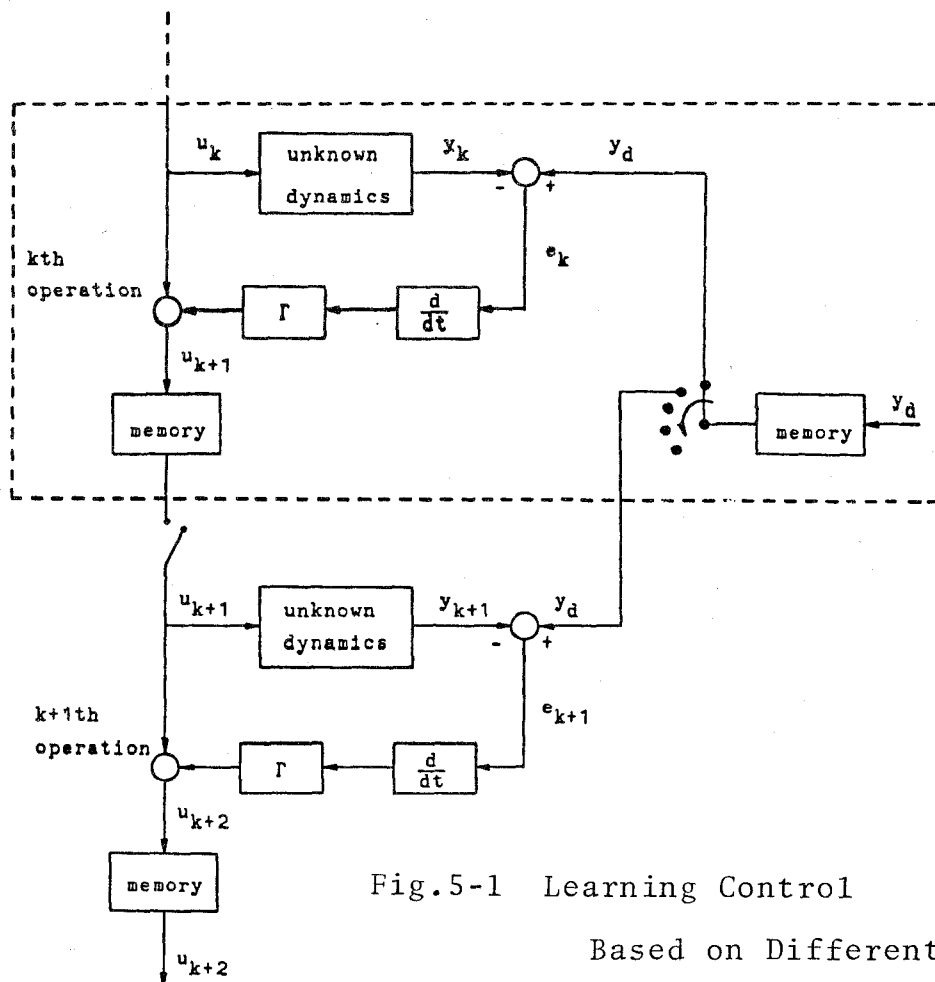 u_k
unknown
dynamics
y_k
-
+
y_d
e_k
kth
operation
Γ
d
dt
u_{k+1}
memory
memory
y_d
u_{k+1}
unknown
dynamics
y_{k+1}
-
+
y_d
e_{k+1}
k+1th
operation
Γ
d
dt
u_{k+2}
memory
u_{k+2}
Fig.5-1 Learning Control
Based on Different